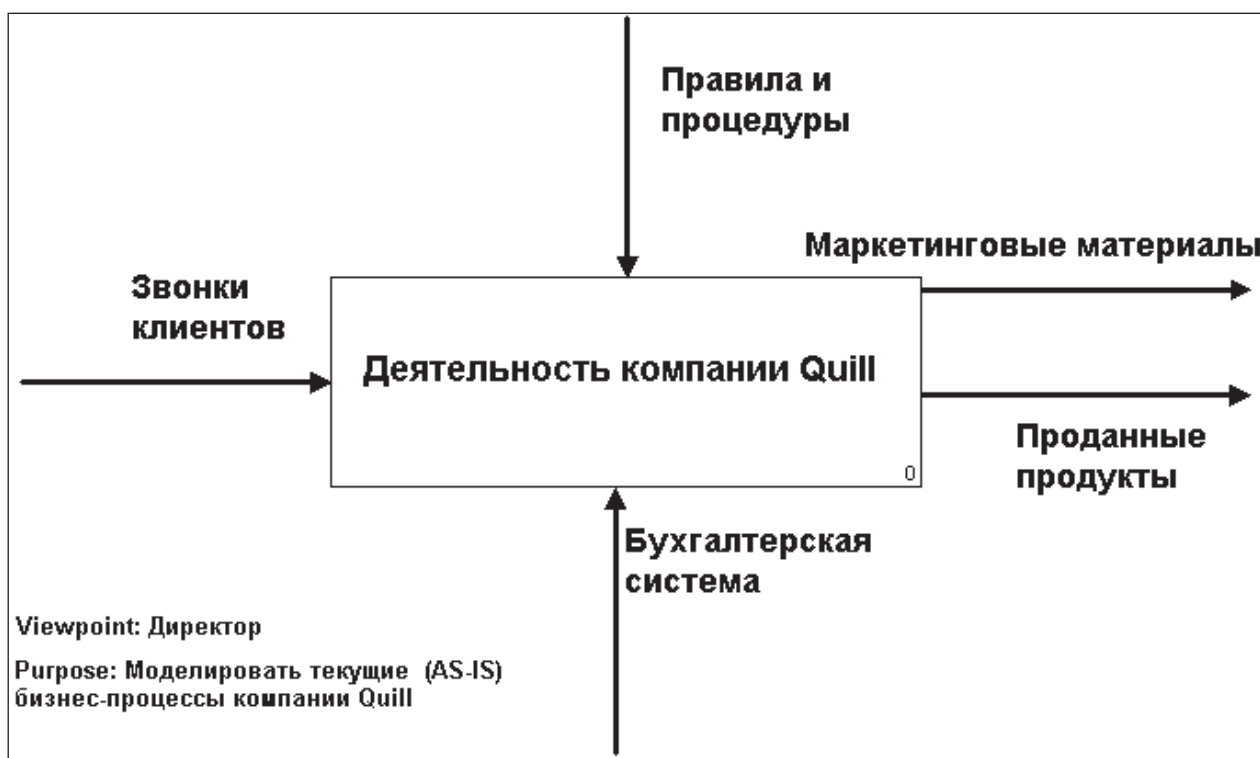 Правила и
процедуры
Маркетинговые материалы
Звонки
клиентов
Деятельность компании Quill
Проданные
продукты
0
Бухгалтерская
система
Viewpoint: Директор
Purpose: Моделировать текущие (AS-IS)
бизнес-процессы компании Quill